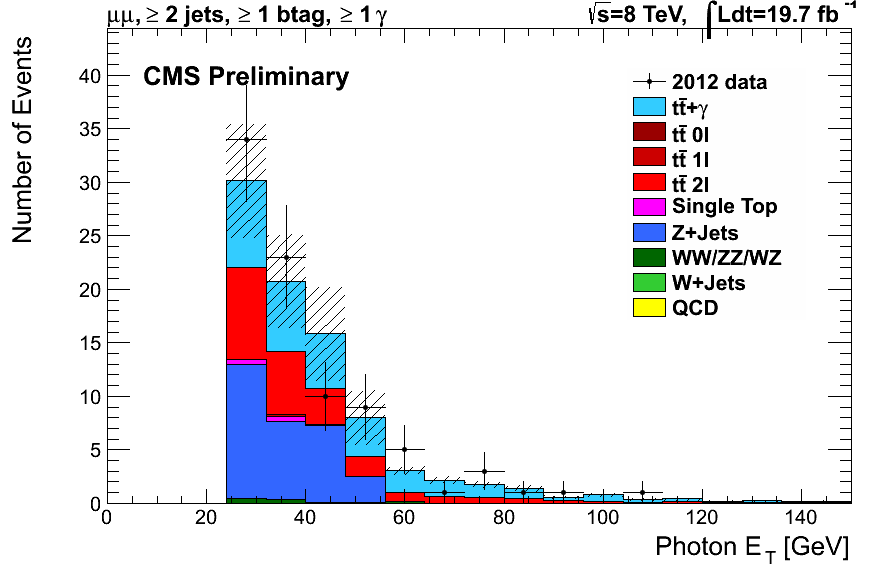 μμ, ≥ 2 jets, ≥ 1 btag, ≥ 1 γ
√s=8 TeV, ∫Ldt=19.7 fb⁻¹
CMS Preliminary
Number of Events
40
35
30
25
20
15
10
5
0
0 20 40 60 80 100 120 140
Photon E_T [GeV]
2012 data
tt̄+γ
tt̄ 0l
tt̄ 1l
tt̄ 2l
Single Top
Z+Jets
WW/ZZ/WZ
W+Jets
QCD